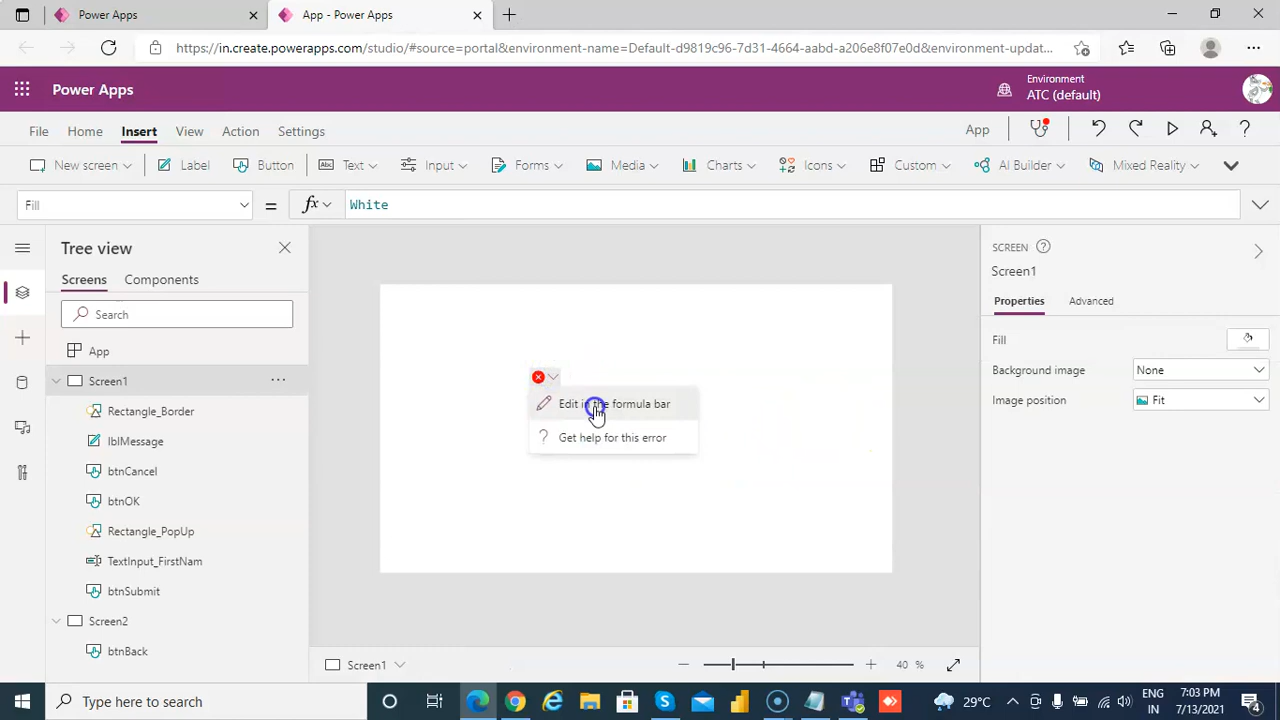 Power Apps
App - Power Apps
https://in.create.powerapps.com/studio/#source=portal&environment-name=Default-d9819c96-7d31-4664-aabd-a206e8f07e0d&environment-updat...
Power Apps
Environment
ATC (default)
File
Home
Insert
View
Action
Settings
App
New screen
Label
Button
Text
Input
Forms
Media
Charts
Icons
Custom
AI Builder
Mixed Reality
Fill
=
fx
White
Tree view
Screens
Components
Search
App
Screen1
Rectangle_Border
lblMessage
btnCancel
btnOK
Rectangle_PopUp
TextInput_FirstNam
btnSubmit
Screen2
btnBack
Edit in the formula bar
Get help for this error
SCREEN
Screen1
Properties
Advanced
Fill
Background image
None
Image position
Fit
Screen1
40 %
Type here to search
29°C
ENG
IN
7:03 PM
7/13/2021
4